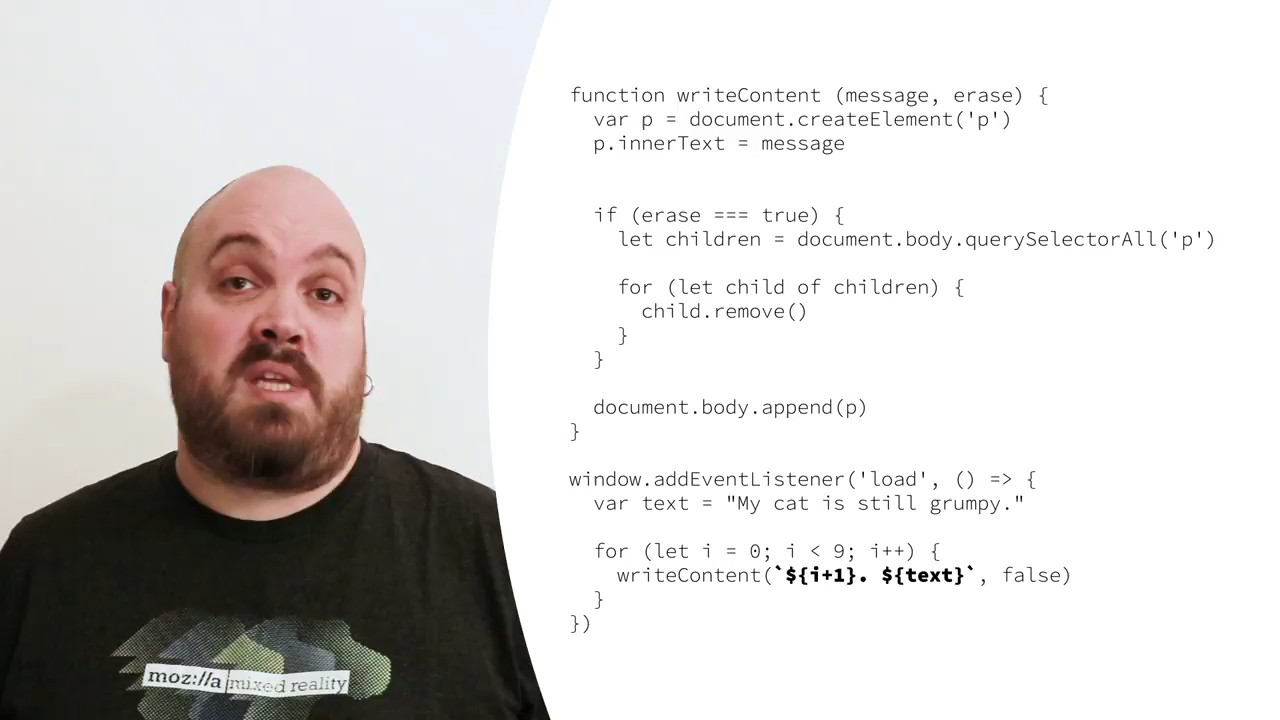 function writeContent (message, erase) {
var p = document.createElement('p')
p.innerText = message
if (erase === true) {
let children = document.body.querySelectorAll('p')
for (let child of children) {
child.remove()
}
}
document.body.append(p)
}
window.addEventListener('load', () => {
var text = "My cat is still grumpy."
for (let i = 0; i < 9; i++) {
writeContent(`${i+1}. ${text}`, false)
}
})
moz://a mixed reality